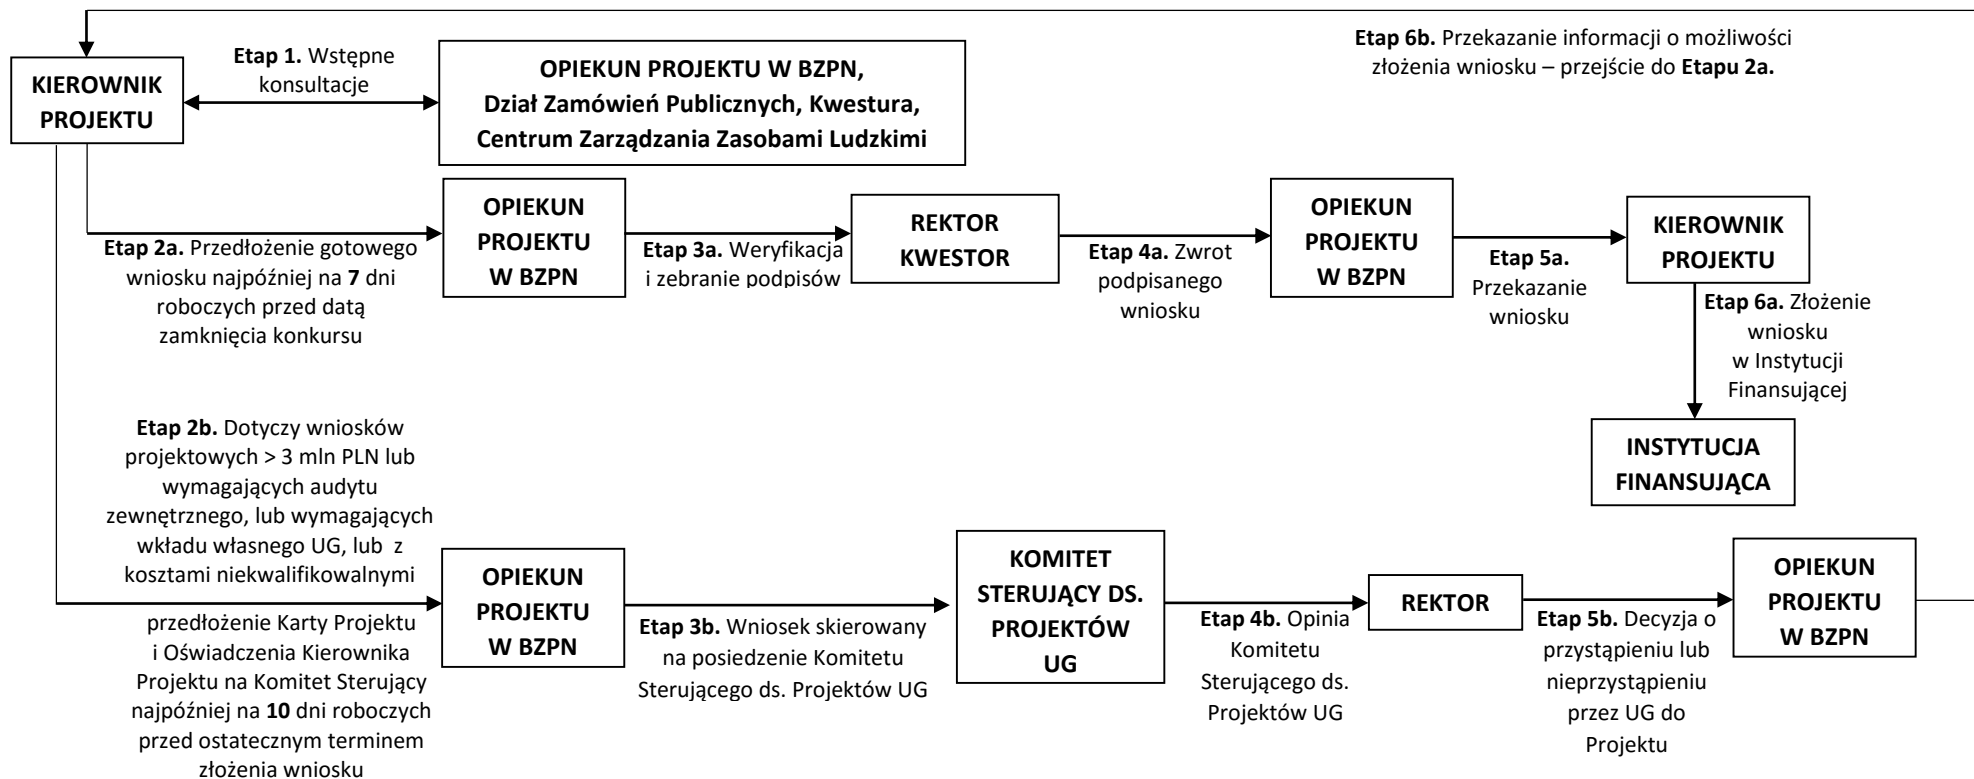 Etap 6b. Przekazanie informacji o możliwości
złożenia wniosku – przejście do Etapu 2a.
KIEROWNIK
PROJEKTU
Etap 1. Wstępne
konsultacje
OPIEKUN PROJEKTU W BZPN,
Dział Zamówień Publicznych, Kwestura,
Centrum Zarządzania Zasobami Ludzkimi
Etap 2a. Przedłożenie gotowego
wniosku najpóźniej na 7 dni
roboczych przed datą
zamknięcia konkursu
OPIEKUN
PROJEKTU
W BZPN
Etap 3a. Weryfikacja
i zebranie podpisów
REKTOR
KWESTOR
Etap 4a. Zwrot
podpisanego
wniosku
OPIEKUN
PROJEKTU
W BZPN
Etap 5a.
Przekazanie
wniosku
KIEROWNIK
PROJEKTU
Etap 6a. Złożenie
wniosku
w Instytucji
Finansującej
INSTYTUCJA
FINANSUJĄCA
Etap 2b. Dotyczy wniosków
projektowych > 3 mln PLN lub
wymagających audytu
zewnętrznego, lub wymagających
wkładu własnego UG, lub z
kosztami niekwalifikowalnymi
przedłożenie Karty Projektu
i Oświadczenia Kierownika
Projektu na Komitet Sterujący
najpóźniej na 10 dni roboczych
przed ostatecznym terminem
złożenia wniosku
OPIEKUN
PROJEKTU
W BZPN
Etap 3b. Wniosek skierowany
na posiedzenie Komitetu
Sterującego ds. Projektów UG
KOMITET
STERUJĄCY DS.
PROJEKTÓW
UG
Etap 4b. Opinia
Komitetu
Sterującego ds.
Projektów UG
REKTOR
Etap 5b. Decyzja o
przystąpieniu lub
nieprzystąpieniu
przez UG do
Projektu
OPIEKUN
PROJEKTU
W BZPN